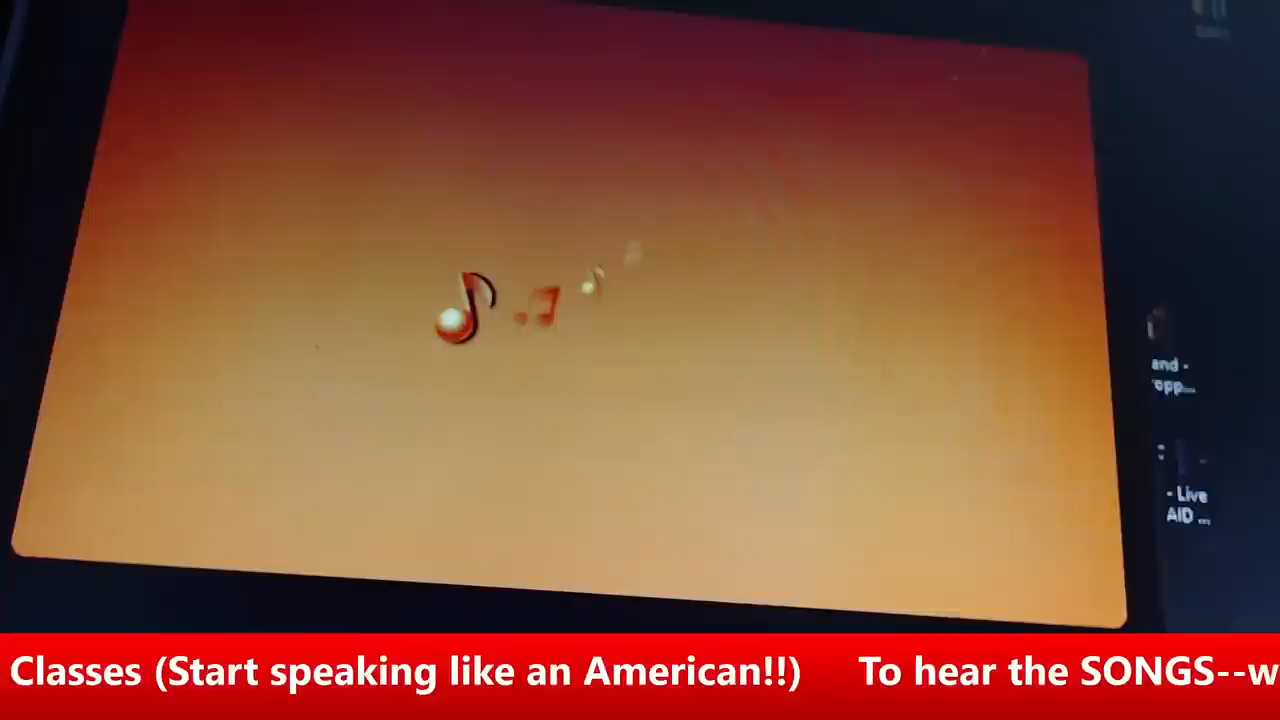 and -
- Live
AID ...
Classes (Start speaking like an American!!) To hear the SONGS--w